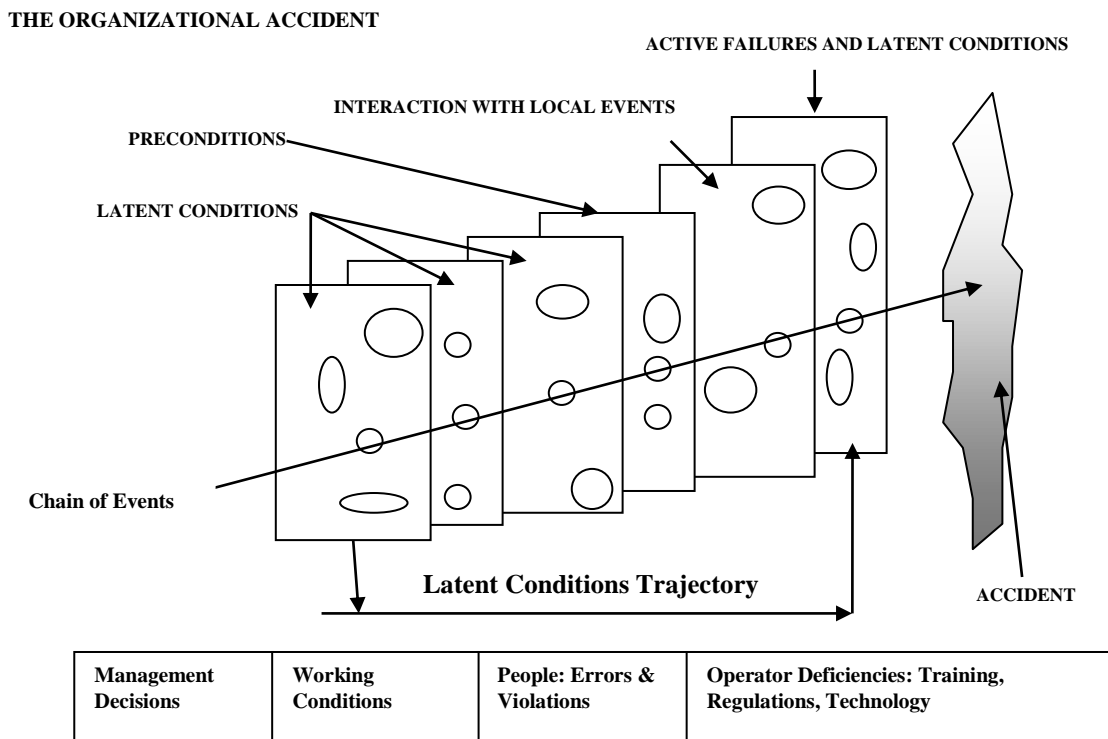 THE ORGANIZATIONAL ACCIDENT
ACTIVE FAILURES AND LATENT CONDITIONS
INTERACTION WITH LOCAL EVENTS
PRECONDITIONS
LATENT CONDITIONS
Chain of Events
Latent Conditions Trajectory
ACCIDENT
Management
Decisions
Working
Conditions
People: Errors &
Violations
Operator Deficiencies: Training,
Regulations, Technology